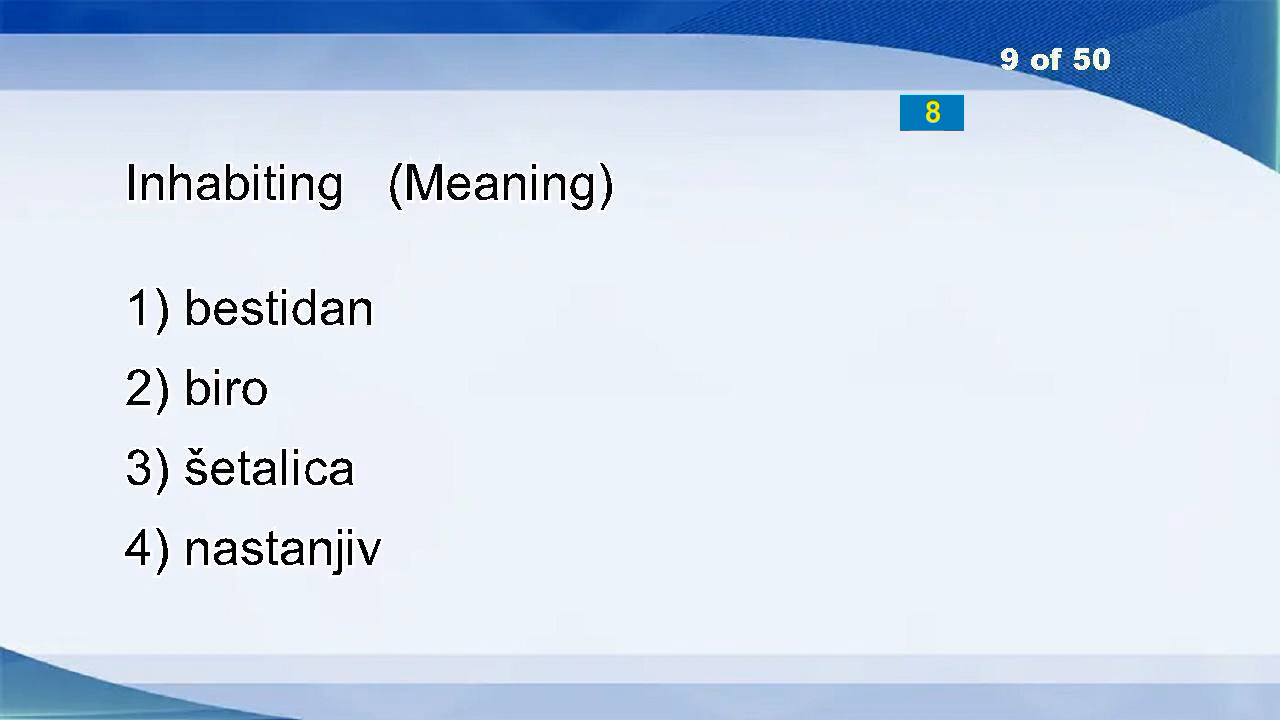 9 of 50
8
Inhabiting (Meaning)
1) bestidan
2) biro
3) šetalica
4) nastanjiv